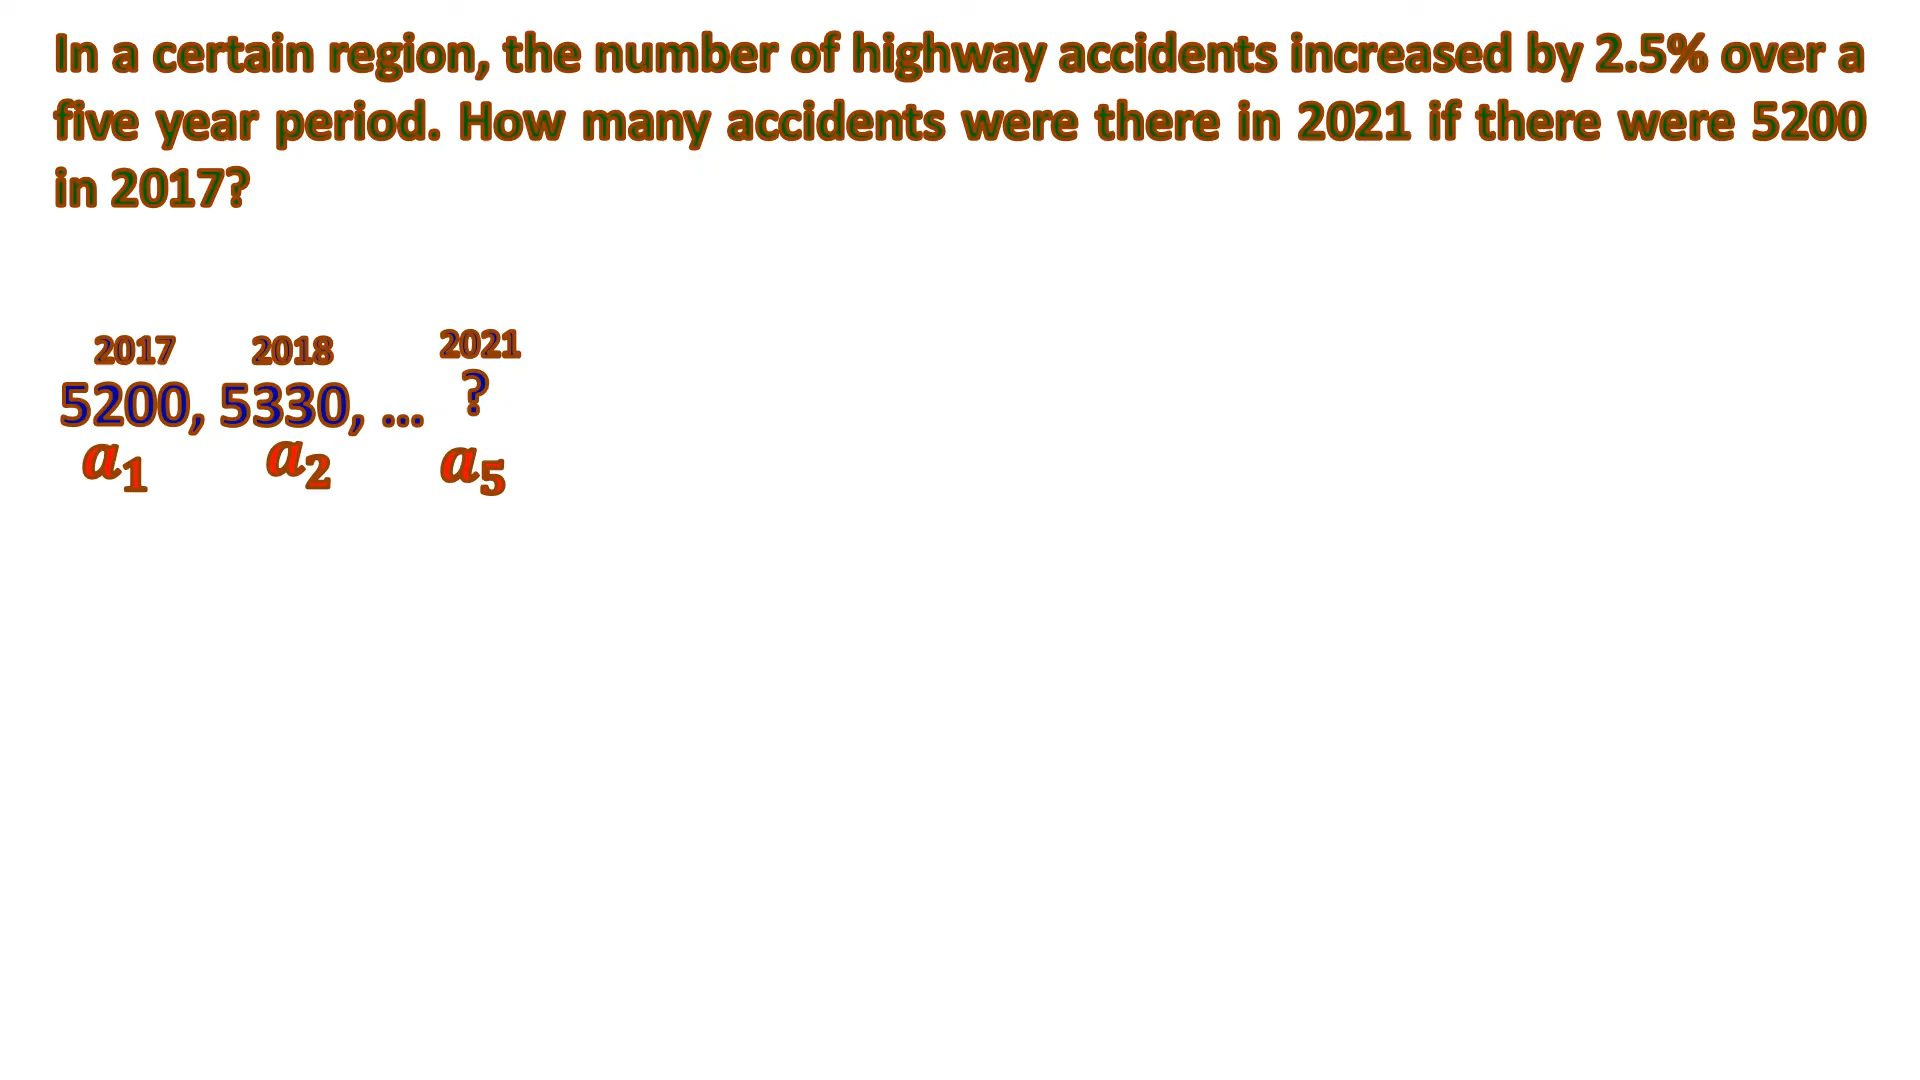 In a certain region, the number of highway accidents increased by 2.5% over a
five year period. How many accidents were there in 2021 if there were 5200
in 2017?
2017 2018 2021
5200, 5330, ... ?
a₁ a₂ a₅